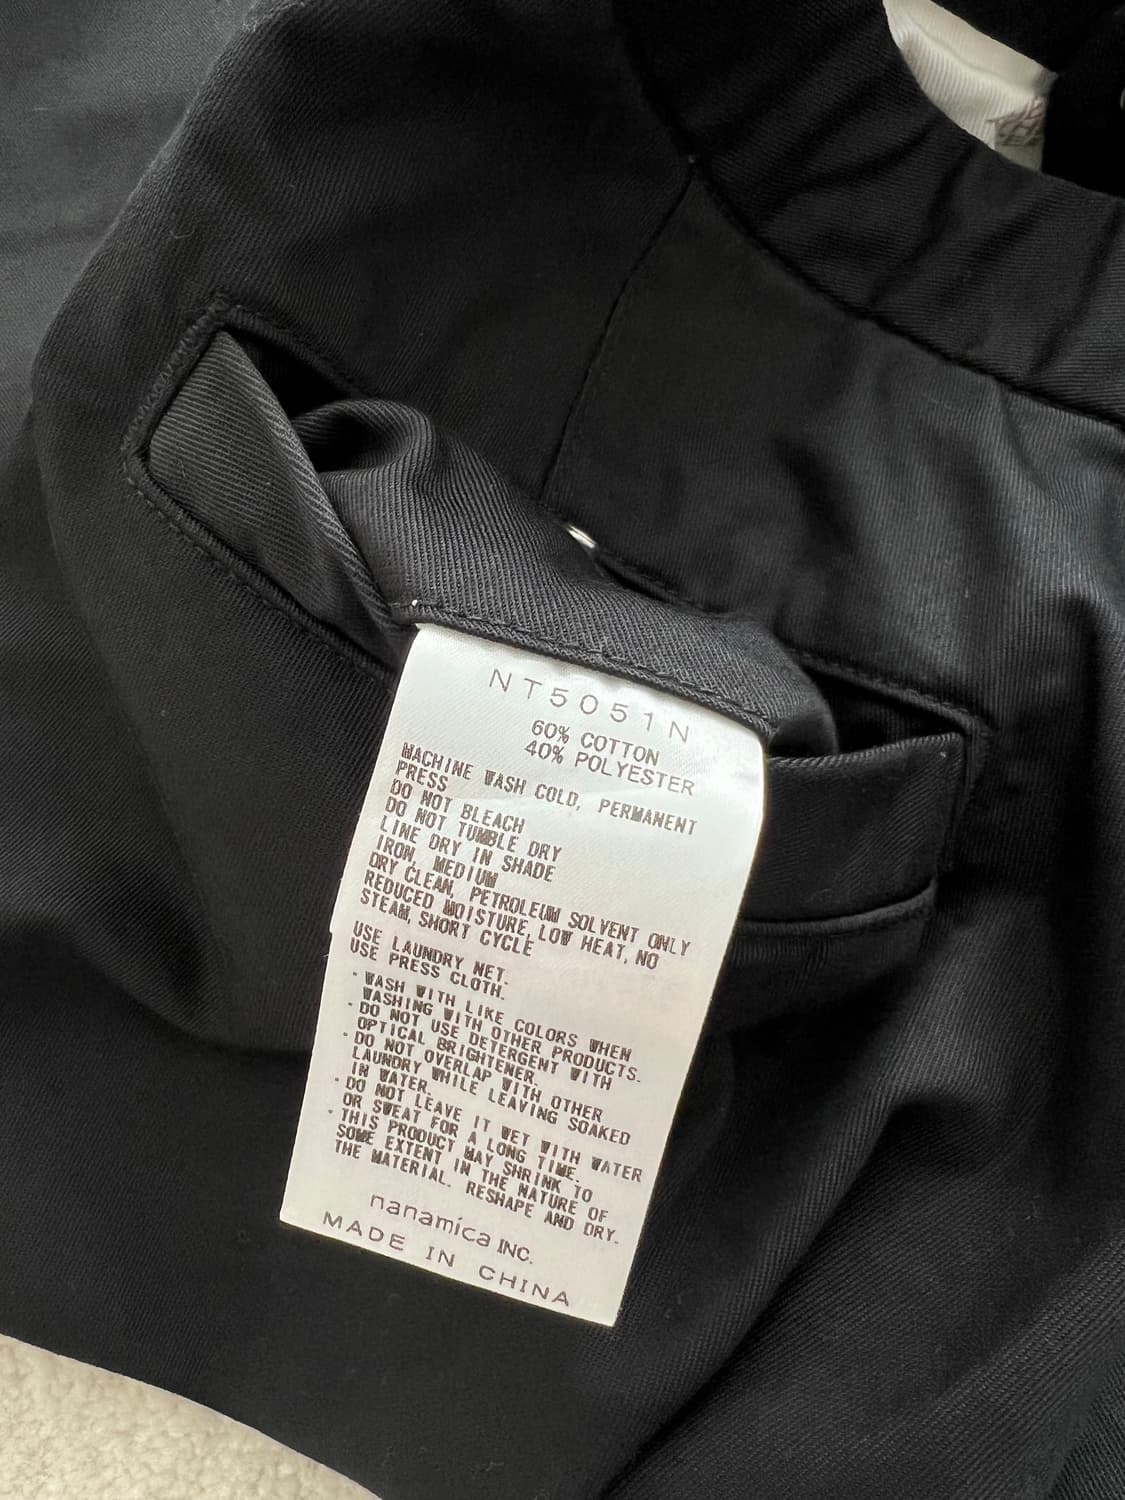 NT5051N
60% COTTON
40% POLYESTER
MACHINE WASH COLD, PERMANENT
PRESS
DO NOT BLEACH
DO NOT TUMBLE DRY
LINE DRY IN SHADE
IRON, MEDIUM
DRY CLEAN, PETROLEUM SOLVENT ONLY
REDUCED MOISTURE, LOW HEAT, NO
STEAM, SHORT CYCLE
USE LAUNDRY NET.
USE PRESS CLOTH.
・WASH WITH LIKE COLORS WHEN
WASHING WITH OTHER PRODUCTS.
・DO NOT USE DETERGENT WITH
OPTICAL BRIGHTENER.
・DO NOT OVERLAP WITH OTHER
LAUNDRY WHILE LEAVING SOAKED
IN WATER.
・DO NOT LEAVE IT WET WITH WATER
OR SWEAT FOR A LONG TIME.
・THIS PRODUCT MAY SHRINK TO
SOME EXTENT IN THE NATURE OF
THE MATERIAL. RESHAPE AND DRY.
nanamica INC.
MADE IN CHINA